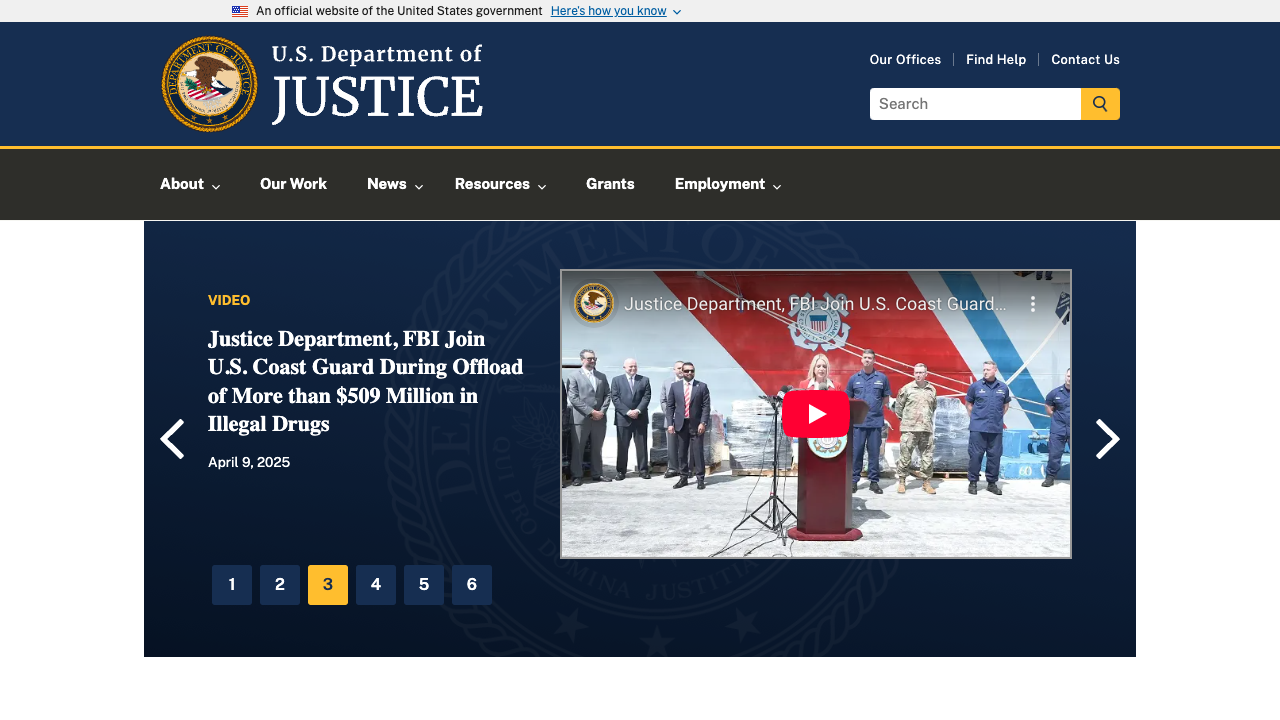 An official website of the United States government Here's how you know
U.S. Department of
JUSTICE
Our Offices Find Help Contact Us
Search
About Our Work News Resources Grants Employment
VIDEO
Justice Department, FBI Join
U.S. Coast Guard During Offload
of More than $509 Million in
Illegal Drugs
April 9, 2025
Justice Department, FBI Join U.S. Coast Guard...
1 2 3 4 5 6